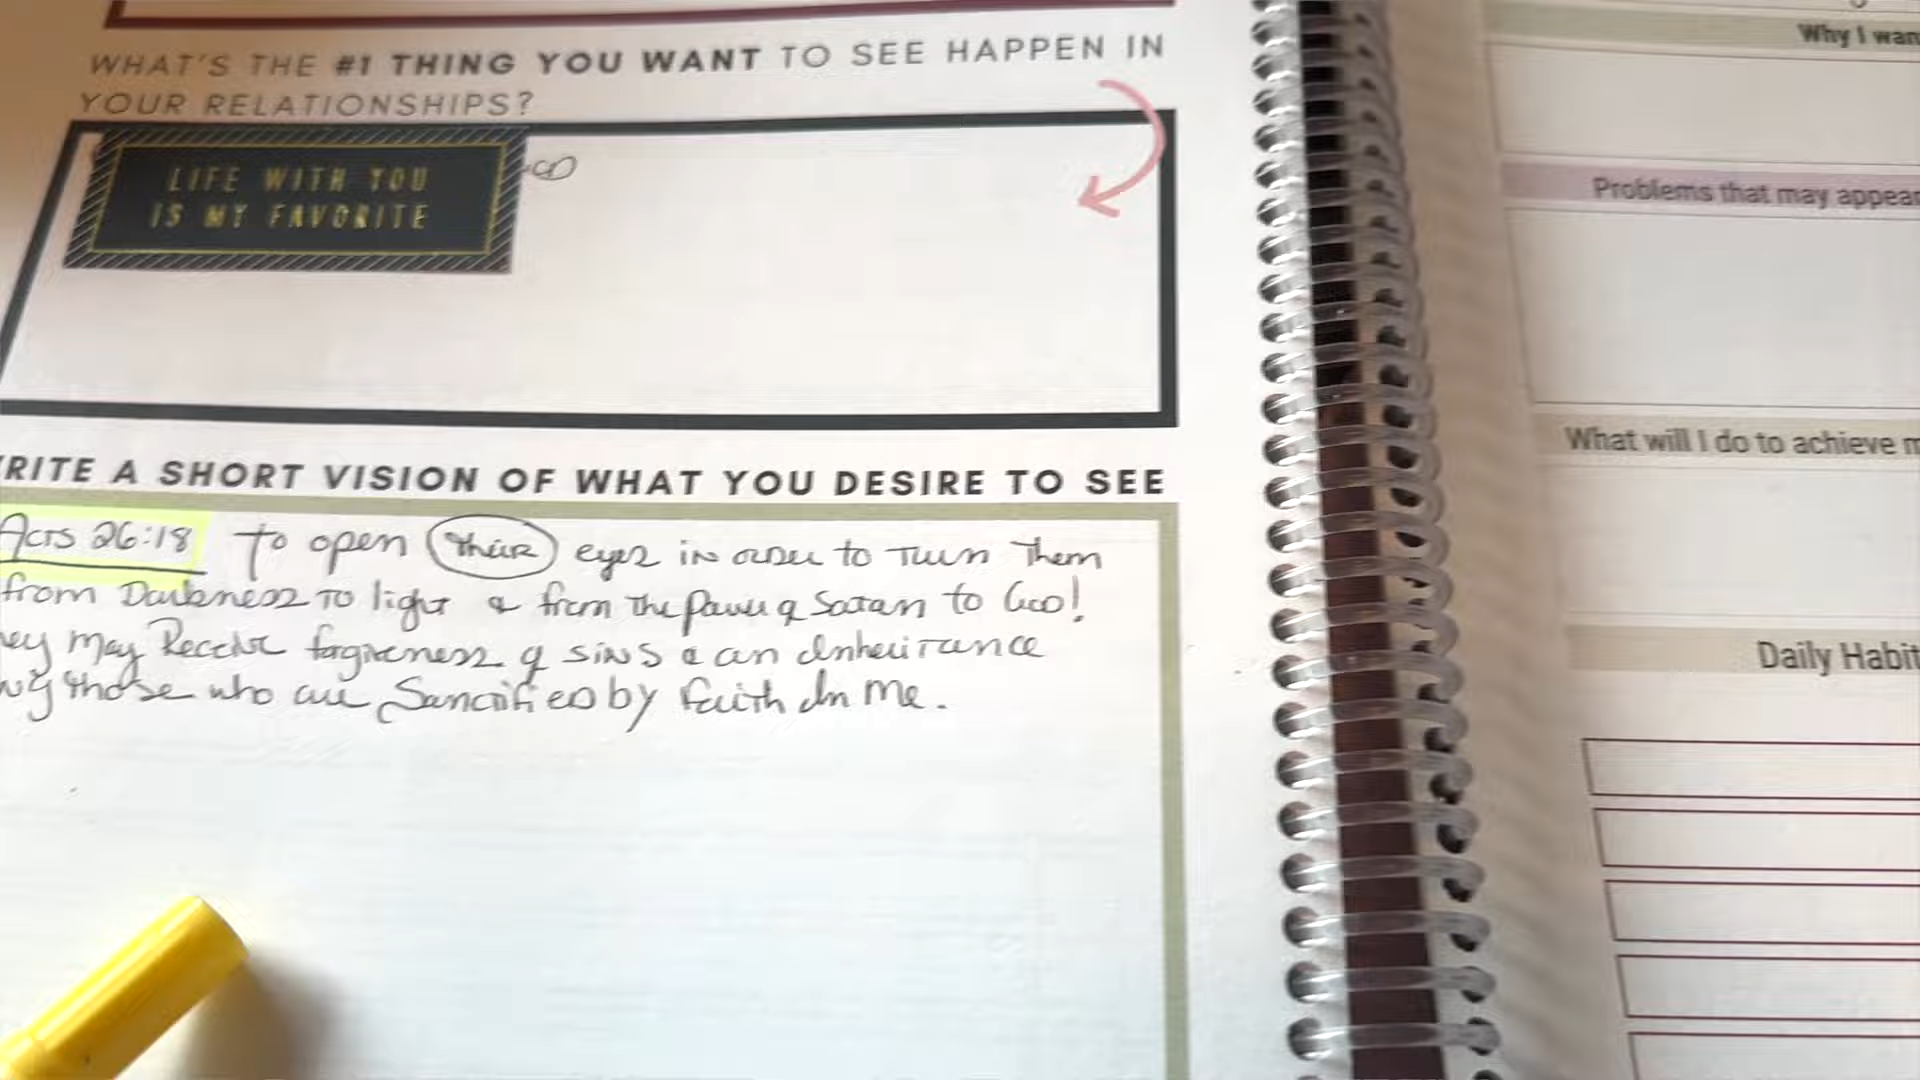 WHAT'S THE #1 THING YOU WANT TO SEE HAPPEN IN
YOUR RELATIONSHIPS?
LIFE WITH YOU
IS MY FAVORITE
RITE A SHORT VISION OF WHAT YOU DESIRE TO SEE
Acts 26:18 to open their eyes in order to turn them
from Darkness to light & from the power of Satan to God!
ey may Receive forgiveness of sins & an Inheritance
ng those who are Sanctified by faith In me.
Why I wan
Problems that may appear
What will I do to achieve m
Daily Habit